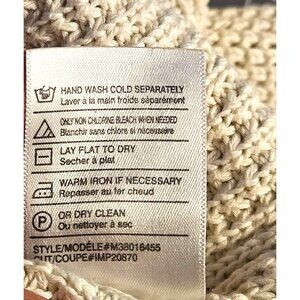 HAND WASH COLD SEPARATELY
Laver à la main froide séparément
ONLY NON CHLORINE BLEACH WHEN NEEDED
Blanchir sans chlore si nécessaire
LAY FLAT TO DRY
Secher à plat
WARM IRON IF NECESSARY
Repasser au fer chaud
OR DRY CLEAN
Ou nettoyer à sec
STYLE/MODÈLE#M38016455
CUT/COUPE#IMP20870